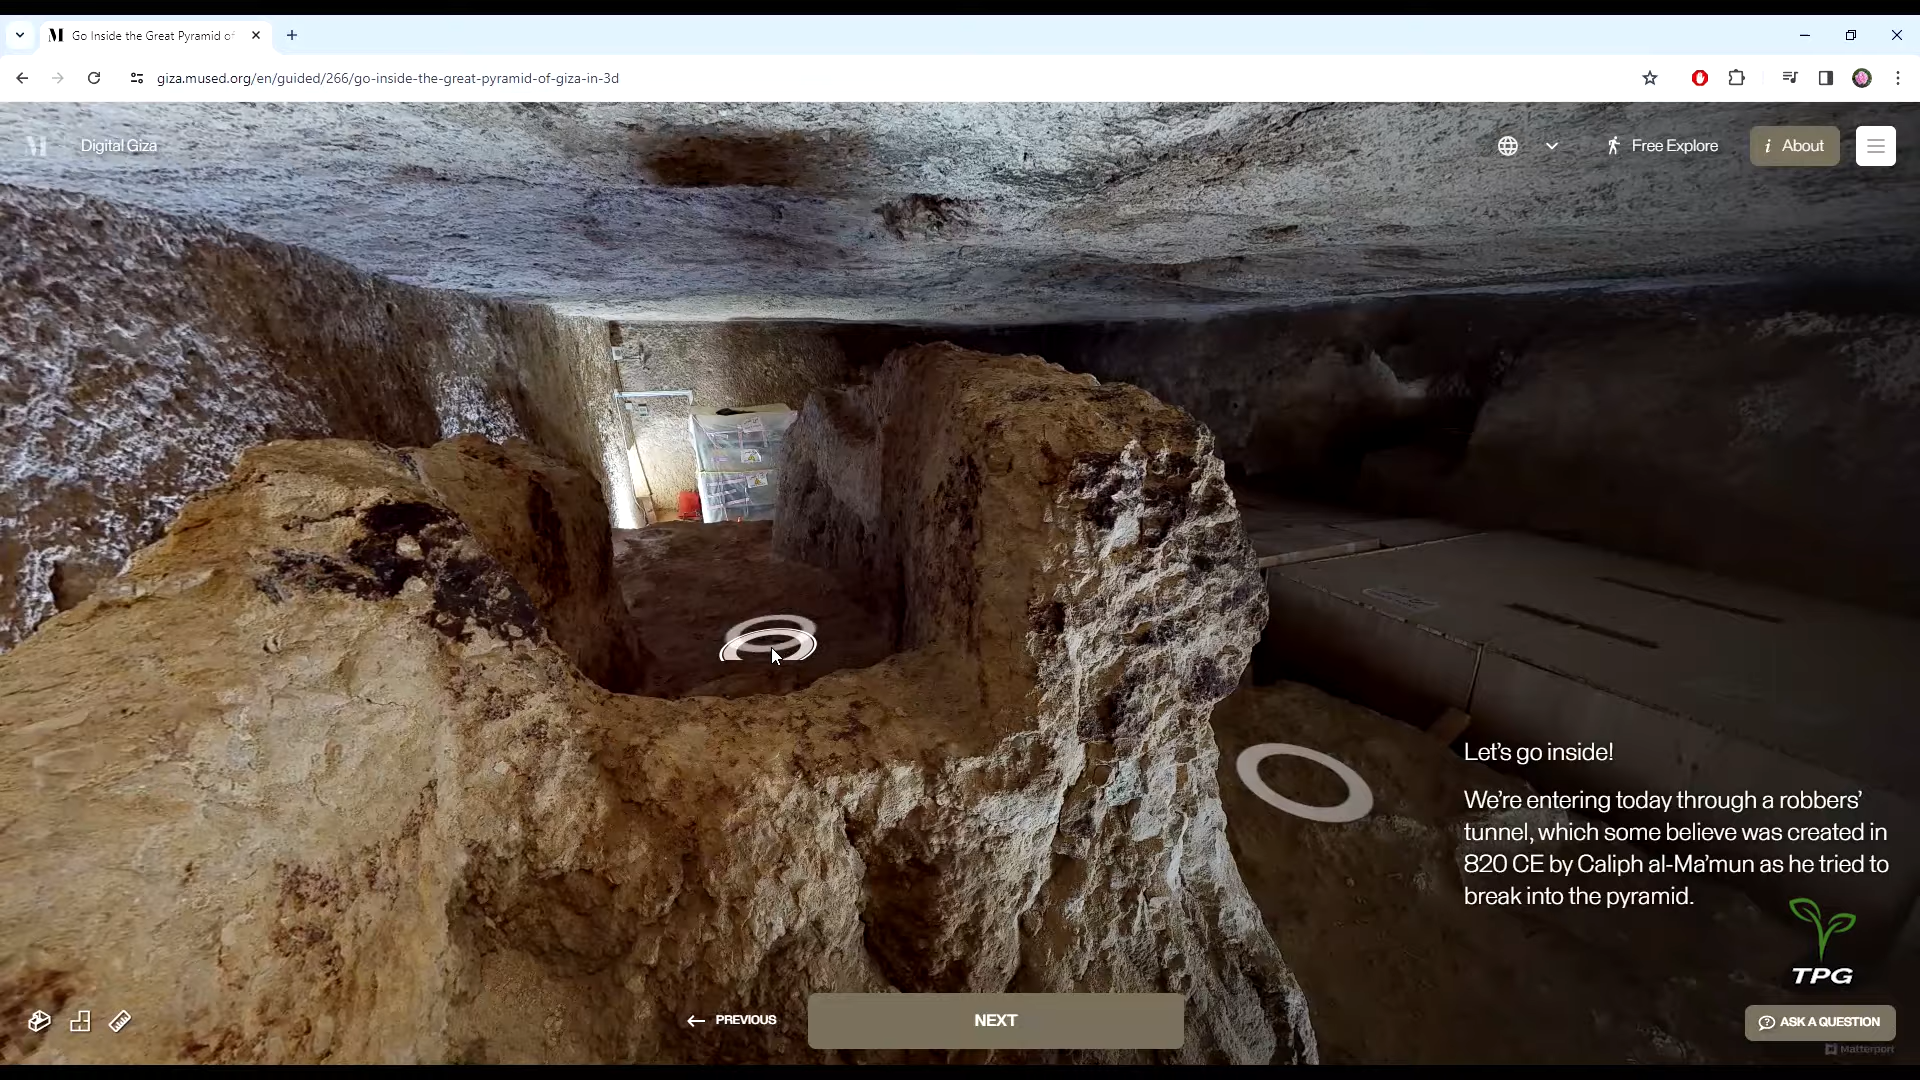 Go Inside the Great Pyramid of
giza.mused.org/en/guided/266/go-inside-the-great-pyramid-of-giza-in-3d
Digital Giza
Free Explore
i About
Let's go inside!
We're entering today through a robbers'
tunnel, which some believe was created in
820 CE by Caliph al-Ma'mun as he tried to
break into the pyramid.
TPG
PREVIOUS
NEXT
ASK A QUESTION
Matterport